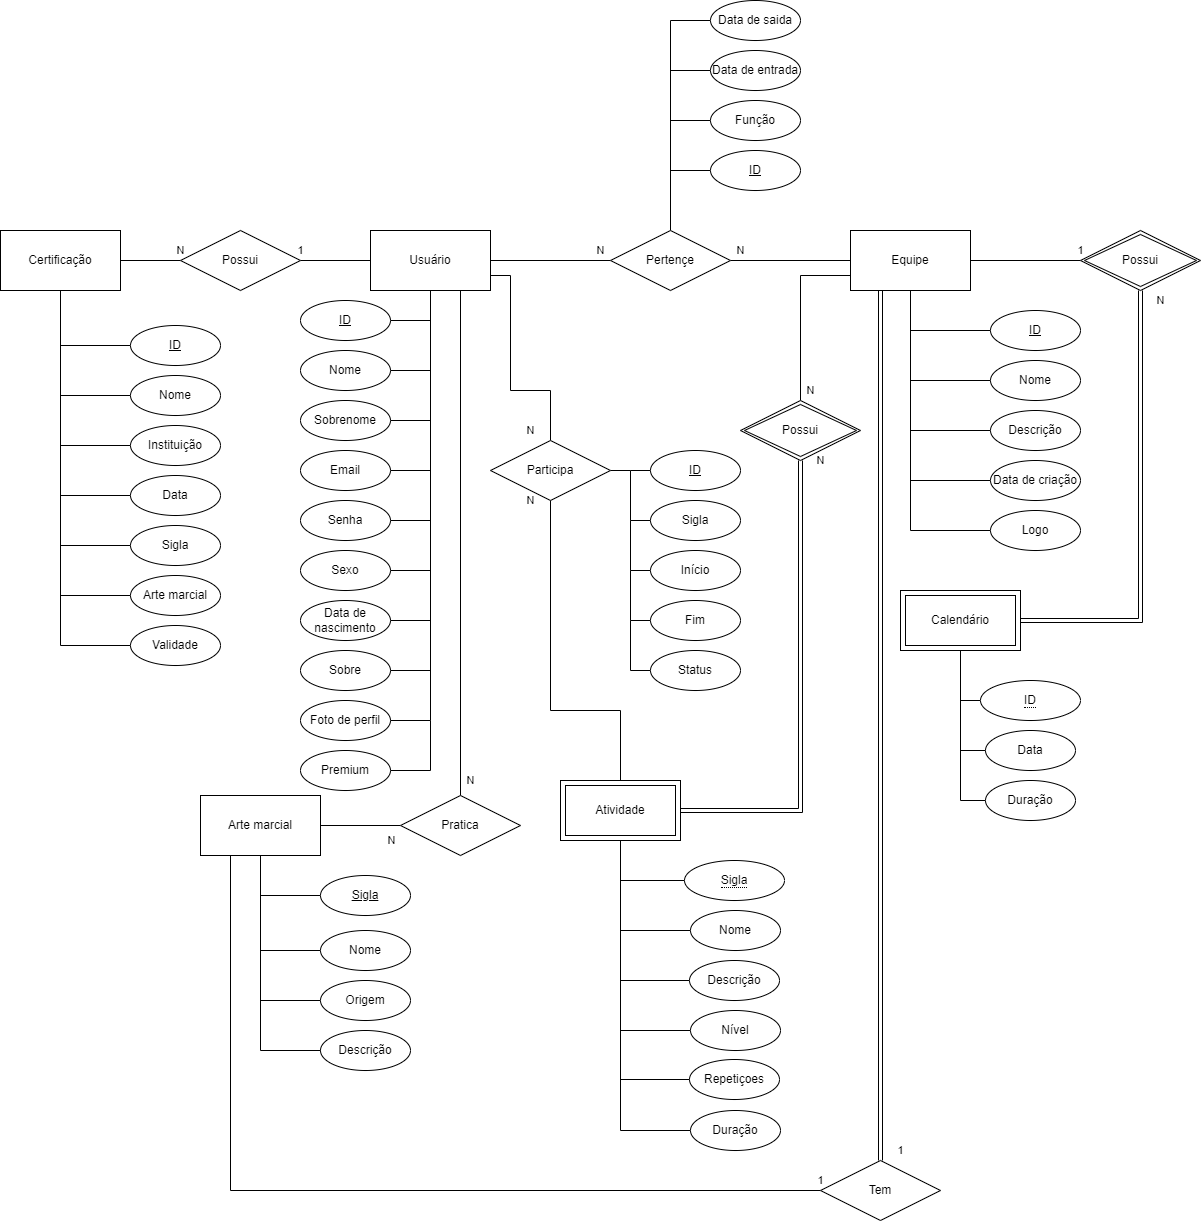 Data de saida
Data de entrada
Função
ID
Certificação
N
Possui
1
Usuário
N
Pertençe
N
Equipe
1
Possui
N
ID
Nome
Instituição
Data
Sigla
Arte marcial
Validade
ID
Nome
Sobrenome
Email
Senha
Sexo
Data de
nascimento
Sobre
Foto de perfil
Premium
N
Participa
N
ID
Sigla
Início
Fim
Status
N
Possui
N
ID
Nome
Descrição
Data de criação
Logo
Calendário
ID
Data
Duração
Arte marcial
N
Pratica
N
Sigla
Nome
Origem
Descrição
Atividade
Sigla
Nome
Descrição
Nível
Repetiçoes
Duração
1
Tem
1